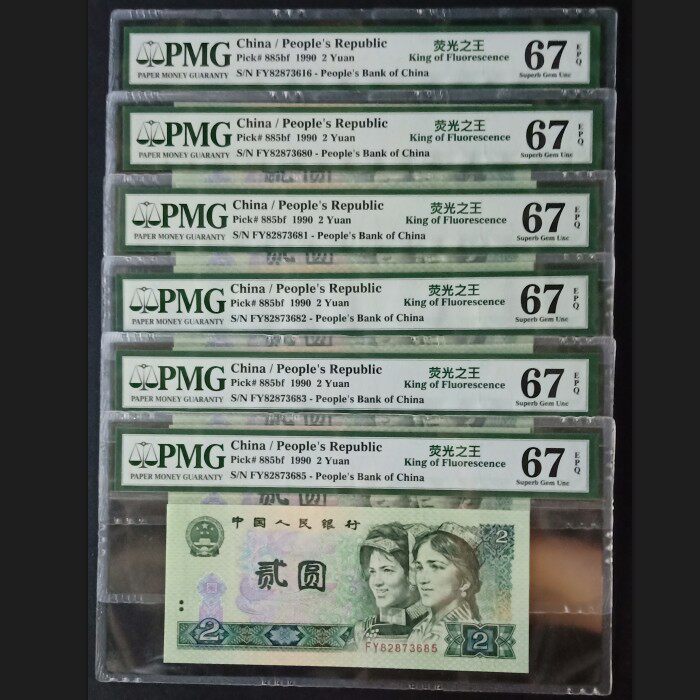 PMG
PAPER MONEY GUARANTY
China / People's Republic
Pick# 885bf 1990 2 Yuan
S/N FY82873616 - People's Bank of China
荧光之王
King of Fluorescence
67 EPQ
Superb Gem Unc
PMG
PAPER MONEY GUARANTY
China / People's Republic
Pick# 885bf 1990 2 Yuan
S/N FY82873680 - People's Bank of China
荧光之王
King of Fluorescence
67 EPQ
Superb Gem Unc
PMG
PAPER MONEY GUARANTY
China / People's Republic
Pick# 885bf 1990 2 Yuan
S/N FY82873681 - People's Bank of China
荧光之王
King of Fluorescence
67 EPQ
Superb Gem Unc
PMG
PAPER MONEY GUARANTY
China / People's Republic
Pick# 885bf 1990 2 Yuan
S/N FY82873682 - People's Bank of China
荧光之王
King of Fluorescence
67 EPQ
Superb Gem Unc
PMG
PAPER MONEY GUARANTY
China / People's Republic
Pick# 885bf 1990 2 Yuan
S/N FY82873683 - People's Bank of China
荧光之王
King of Fluorescence
67 EPQ
Superb Gem Unc
PMG
PAPER MONEY GUARANTY
China / People's Republic
Pick# 885bf 1990 2 Yuan
S/N FY82873685 - People's Bank of China
荧光之王
King of Fluorescence
67 EPQ
Superb Gem Unc
中国人民银行
2
贰圆
2
FY82873685
2